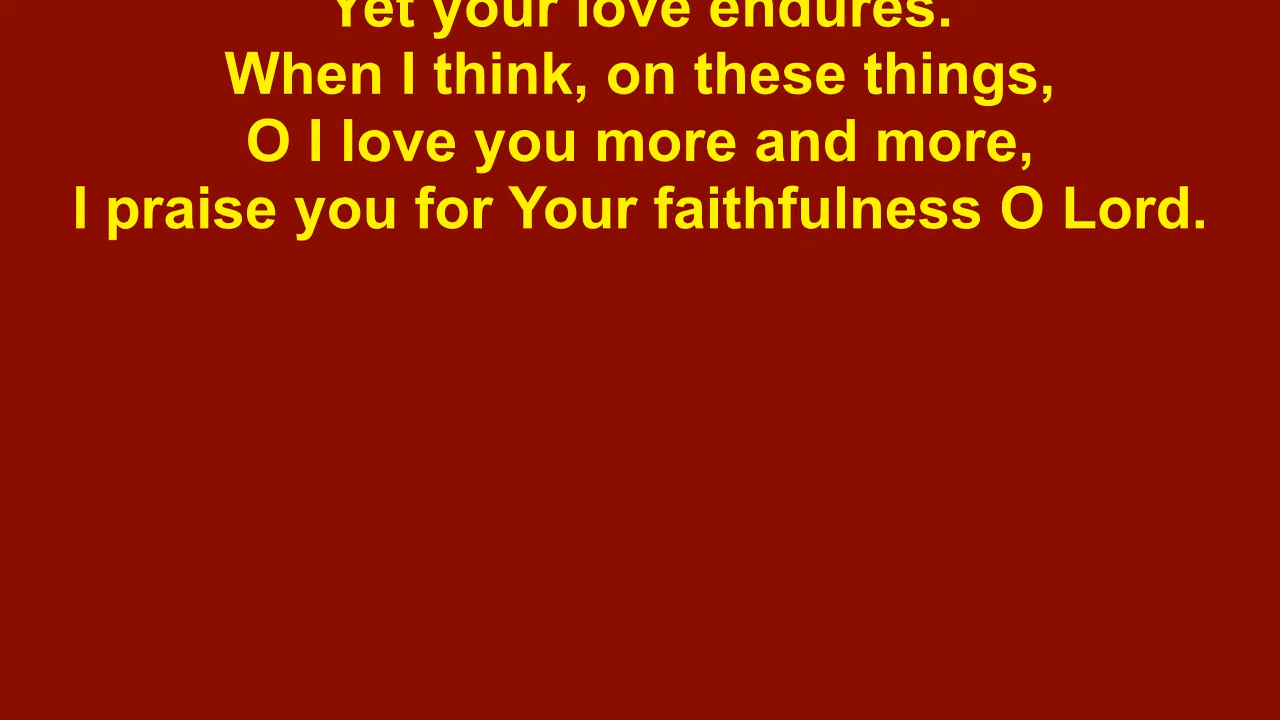 Yet your love endures.
When I think, on these things,
O I love you more and more,
I praise you for Your faithfulness O Lord.